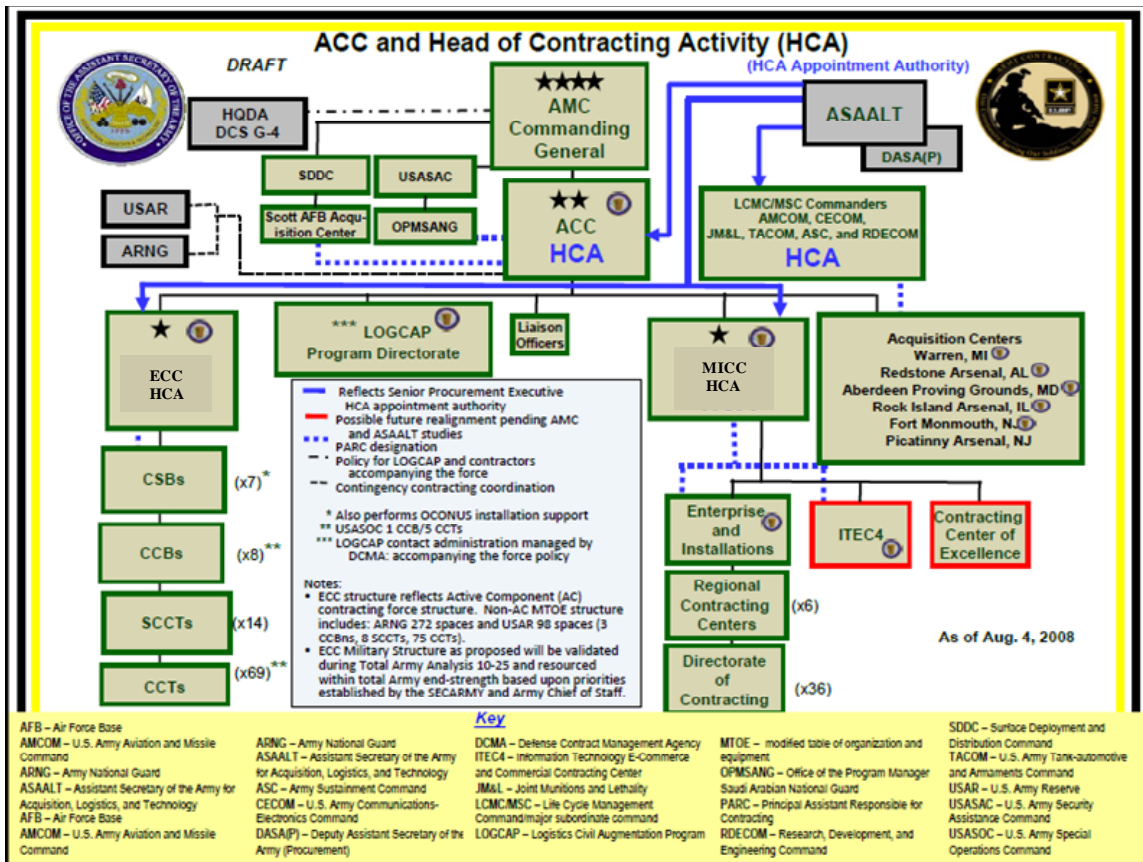 ACC and Head of Contracting Activity (HCA)
DRAFT
(HCA Appointment Authority)
HQDA
DCS G-4
★★★★
AMC
Commanding
General
ASAALT
DASA(P)
SDDC
USASAC
USAR
ARNG
Scott AFB Acqu-
isition Center
OPMSANG
★★
ACC
HCA
LCMC/MSC Commanders
AMCOM, CECOM,
JM&L, TACOM, ASC, and RDECOM
HCA
★
ECC
HCA
*** LOGCAP
Program Directorate
Liaison
Officers
★
MICC
HCA
Acquisition Centers
Warren, MI
Redstone Arsenal, AL
Aberdeen Proving Grounds, MD
Rock Island Arsenal, IL
Fort Monmouth, NJ
Picatinny Arsenal, NJ
Reflects Senior Procurement Executive
HCA appointment authority
Possible future realignment pending AMC
and ASAALT studies
PARC designation
Policy for LOGCAP and contractors
accompanying the force
Contingency contracting coordination
* Also performs OCONUS installation support
** USASOC 1 CCB/5 CCTs
*** LOGCAP contact administration managed by
DCMA: accompanying the force policy
Notes:
• ECC structure reflects Active Component (AC)
contracting force structure. Non-AC MTOE structure
includes: ARNG 272 spaces and USAR 98 spaces (3
CCBns, 8 SCCTs, 75 CCTs).
• ECC Military Structure as proposed will be validated
during Total Army Analysis 10-25 and resourced
within total Army end-strength based upon priorities
established by the SECARMY and Army Chief of Staff.
CSBs
(x7)*
CCBs
(x8)**
SCCTs
(x14)
CCTs
(x69)**
Enterprise
and
Installations
ITEC4
Contracting
Center of
Excellence
Regional
Contracting
Centers
(x6)
Directorate
of
Contracting
(x36)
As of Aug. 4, 2008
Key
AFB – Air Force Base
AMCOM – U.S. Army Aviation and Missile
Command
ARNG – Army National Guard
ASAALT – Assistant Secretary of the Army for
Acquisition, Logistics, and Technology
AFB – Air Force Base
AMCOM – U.S. Army Aviation and Missile
Command
ARNG – Army National Guard
ASAALT – Assistant Secretary of the Army
for Acquisition, Logistics, and Technology
ASC – Army Sustainment Command
CECOM – U.S. Army Communications-
Electronics Command
DASA(P) – Deputy Assistant Secretary of the
Army (Procurement)
DCMA – Defense Contract Management Agency
ITEC4 – Information Technology E-Commerce
and Commercial Contracting Center
JM&L – Joint Munitions and Lethality
LCMC/MSC – Life Cycle Management
Command/major subordinate command
LOGCAP – Logistics Civil Augmentation Program
MTOE – modified table of organization and
equipment
OPMSANG – Office of the Program Manager
Saudi Arabian National Guard
PARC – Principal Assistant Responsible for
Contracting
RDECOM – Research, Development, and
Engineering Command
SDDC – Surface Deployment and
Distribution Command
TACOM – U.S. Army Tank-automotive
and Armaments Command
USAR – U.S. Army Reserve
USASAC – U.S. Army Security
Assistance Command
USASOC – U.S. Army Special
Operations Command